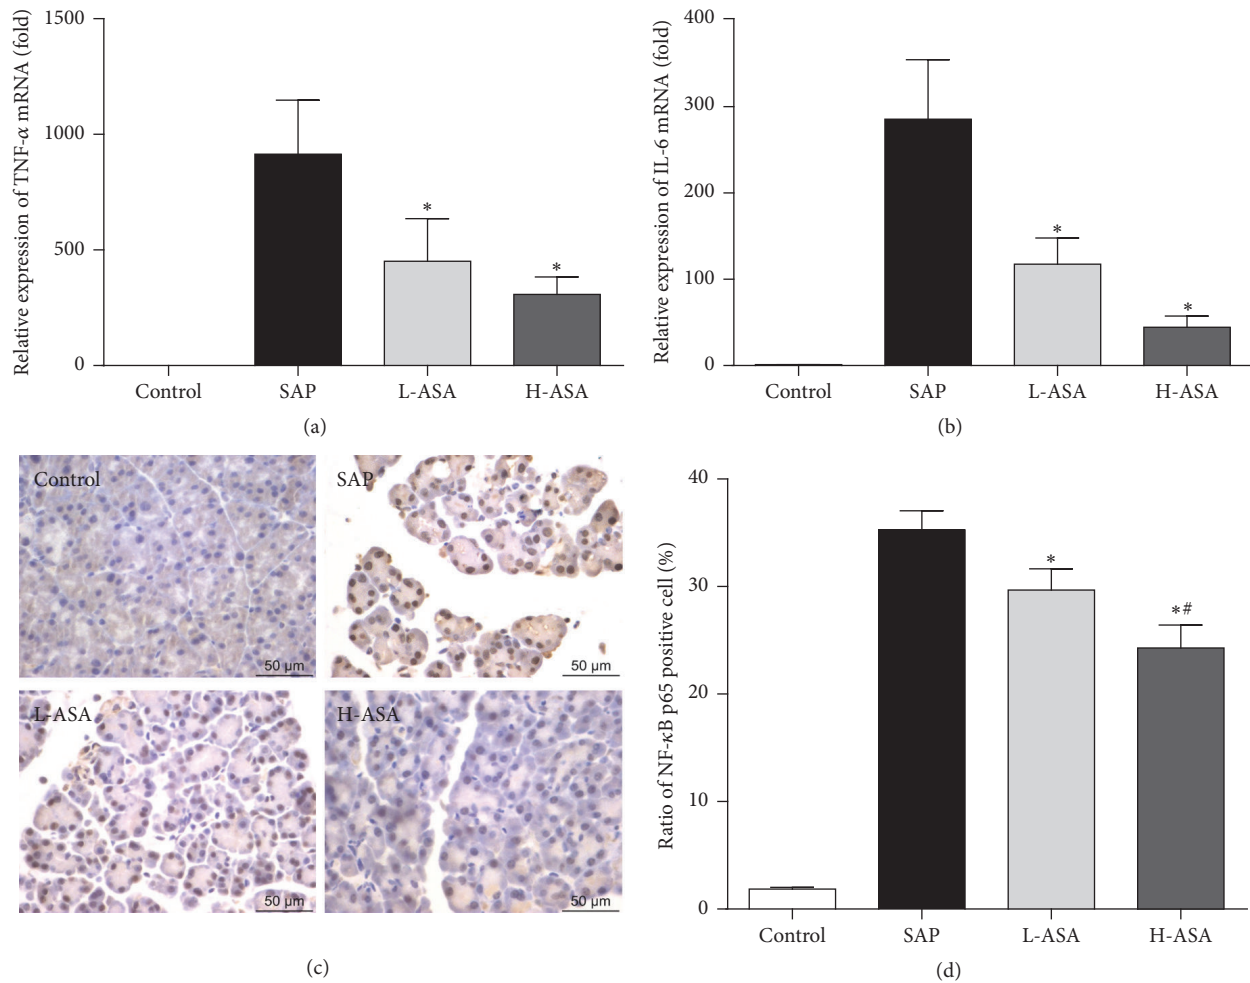 Relative expression of TNF-α mRNA (fold)
1500
1000
500
0
*
*
Control SAP L-ASA H-ASA
(a)
Relative expression of IL-6 mRNA (fold)
400
300
200
100
0
*
*
Control SAP L-ASA H-ASA
(b)
Control
50 μm
SAP
50 μm
L-ASA
50 μm
H-ASA
50 μm
(c)
Ratio of NF-κB p65 positive cell (%)
40
30
20
10
0
*
*#
Control SAP L-ASA H-ASA
(d)